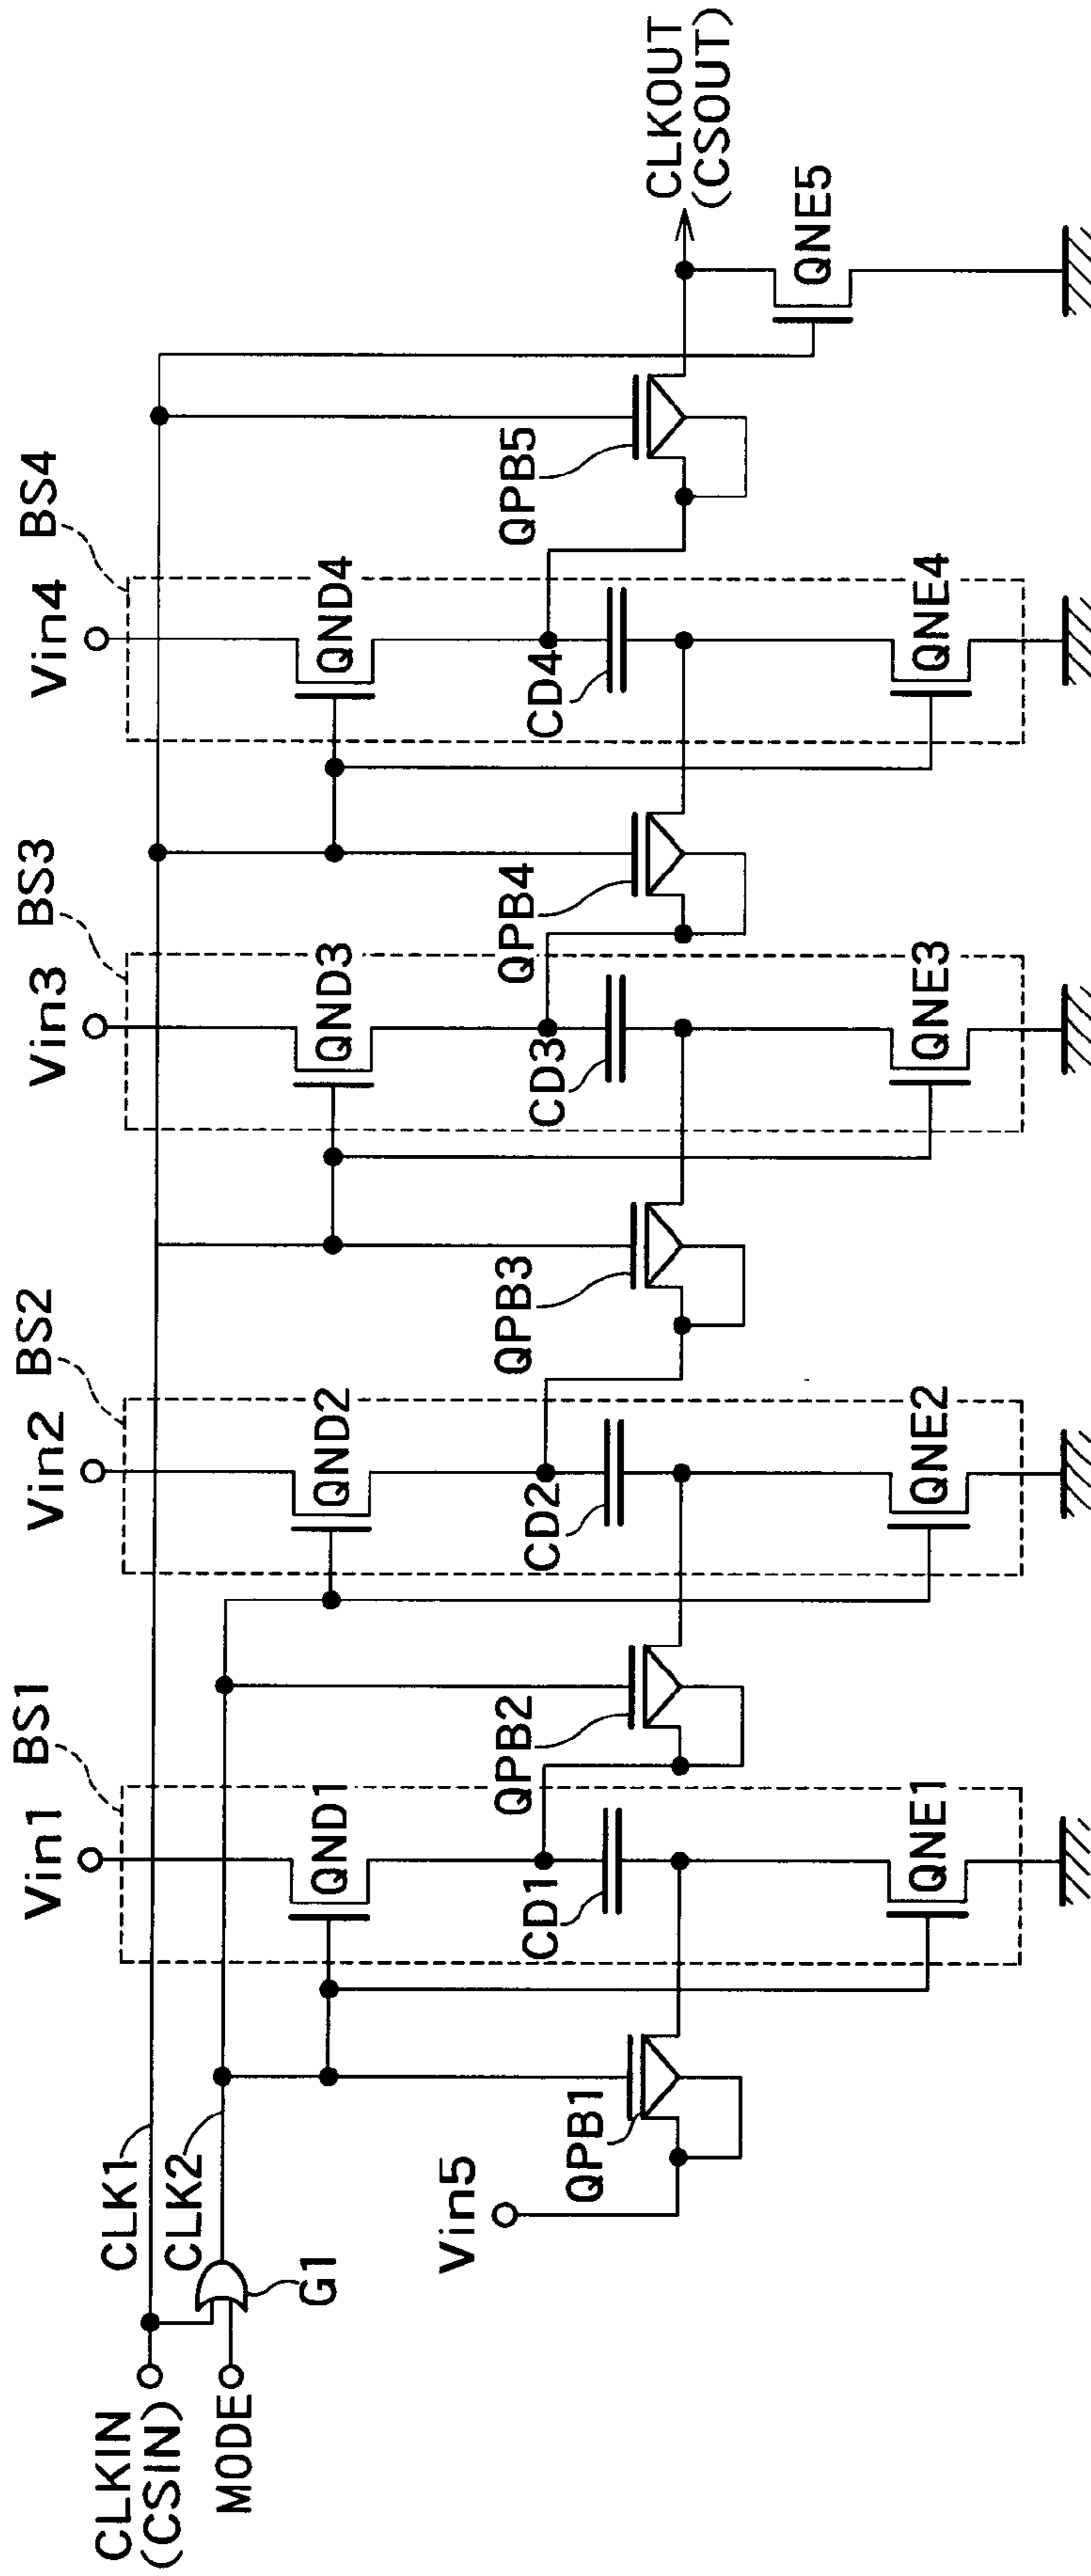 CLKIN
(CSIN)
MODE
G1
CLK1
CLK2
Vin5
QPB1
Vin1
BS1
QND1
CD1
QNE1
QPB2
Vin2
BS2
QND2
CD2
QNE2
QPB3
Vin3
BS3
QND3
CD3
QNE3
QPB4
Vin4
BS4
QND4
CD4
QNE4
QPB5
CLKOUT
(CSOUT)
QNE5